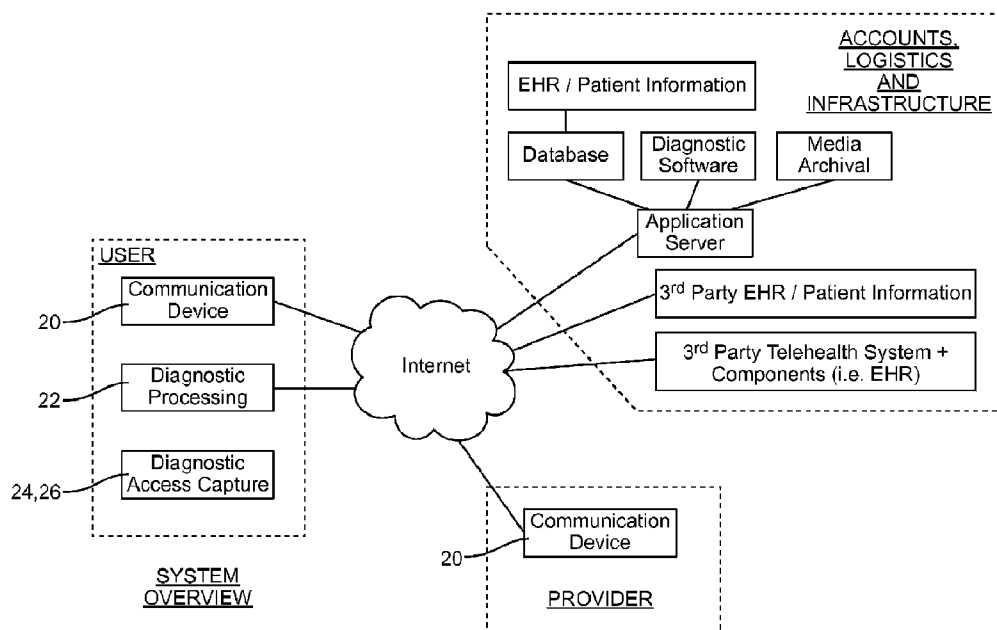 ACCOUNTS,
LOGISTICS
AND
INFRASTRUCTURE
EHR / Patient Information
Database
Diagnostic
Software
Media
Archival
Application
Server
USER
Communication
Device
20
3rd Party EHR / Patient Information
Internet
3rd Party Telehealth System +
Components (i.e. EHR)
Diagnostic
Processing
22
Diagnostic
Access Capture
24,26
Communication
Device
20
SYSTEM
OVERVIEW
PROVIDER